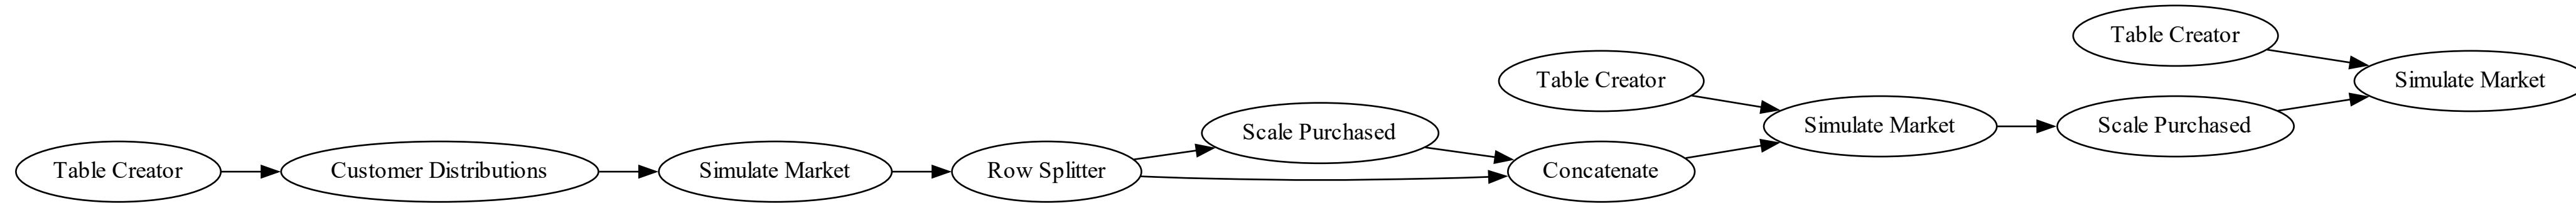 Table Creator
Customer Distributions
Simulate Market
Row Splitter
Scale Purchased
Concatenate
Table Creator
Simulate Market
Scale Purchased
Table Creator
Simulate Market